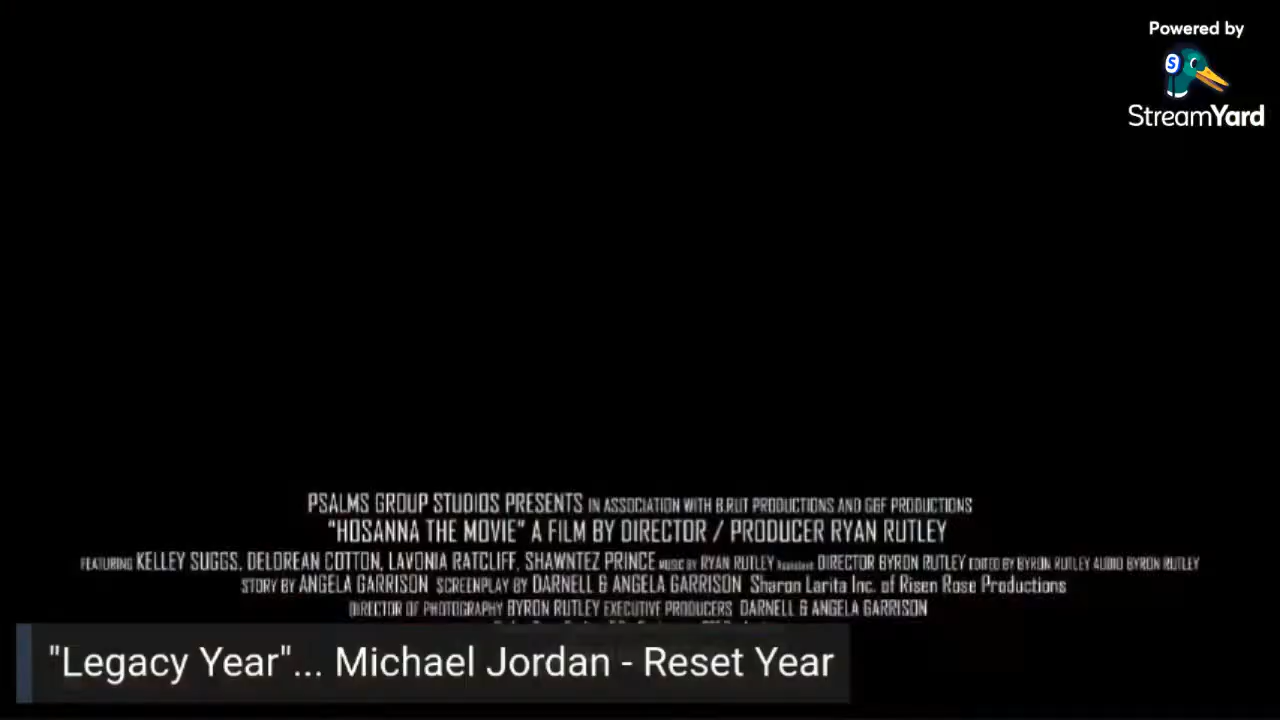 Powered by
S
StreamYard
PSALMS GROUP STUDIOS PRESENTS IN ASSOCIATION WITH B.RUT PRODUCTIONS AND GBF PRODUCTIONS
"HOSANNA THE MOVIE" A FILM BY DIRECTOR / PRODUCER RYAN RUTLEY
FEATURING KELLEY SUGGS, DELOREAN COTTON, LAVONIA RATCLIFF, SHAWNTEZ PRINCE MUSIC BY RYAN RUTLEY DIRECTOR BYRON RUTLEY EDITED BY BYRON RUTLEY AUDIO BYRON RUTLEY
STORY BY ANGELA GARRISON SCREENPLAY BY DARNELL & ANGELA GARRISON Sharon Larita Inc. of Risen Rose Productions
DIRECTOR OF PHOTOGRAPHY BYRON RUTLEY EXECUTIVE PRODUCERS DARNELL & ANGELA GARRISON
"Legacy Year"... Michael Jordan - Reset Year